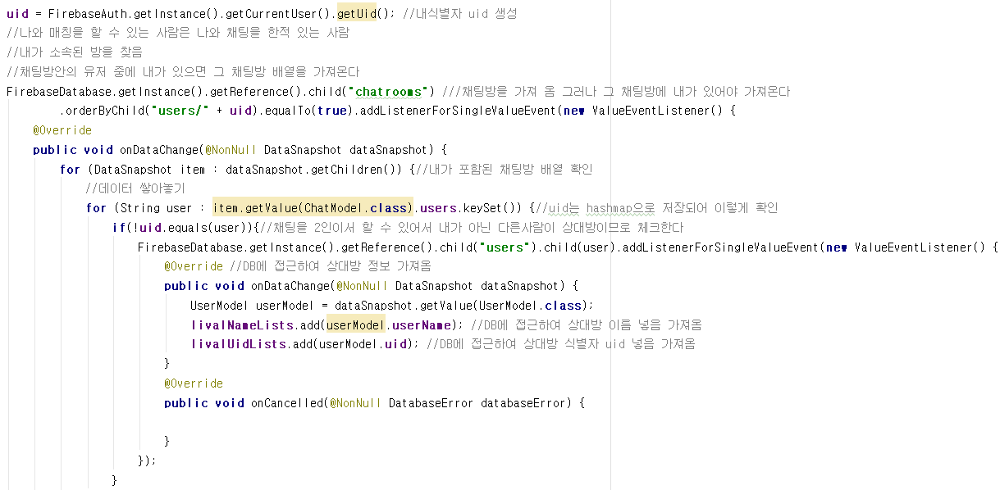 uid = FirebaseAuth.getInstance().getCurrentUser().getUid(); //내식별자 uid 생성
//나와 매칭을 할 수 있는 사람은 나와 채팅을 한적 있는 사람
//내가 소속된 방을 찾음
//채팅방안의 유저 중에 내가 있으면 그 채팅방 배열을 가져온다
FirebaseDatabase.getInstance().getReference().child("chatrooms") ///채팅방을 가져 옴 그러나 그 채팅방에 내가 있어야 가져온다
.orderByChild("users/" + uid).equalTo(true).addListenerForSingleValueEvent(new ValueEventListener() {
@Override
public void onDataChange(@NonNull DataSnapshot dataSnapshot) {
for (DataSnapshot item : dataSnapshot.getChildren()) {//내가 포함된 채팅방 배열 확인
//데이터 쌓아놓기
for (String user : item.getValue(ChatModel.class).users.keySet()) {//uid는 hashmap으로 저장되어 이렇게 확인
if(!uid.equals(user)){//채팅을 2인이서 할 수 있어서 내가 아닌 다른사람이 상대방이므로 체크한다
FirebaseDatabase.getInstance().getReference().child("users").child(user).addListenerForSingleValueEvent(new ValueEventListener() {
@Override //DB에 접근하여 상대방 정보 가져옴
public void onDataChange(@NonNull DataSnapshot dataSnapshot) {
UserModel userModel = dataSnapshot.getValue(UserModel.class);
livalNameLists.add(userModel.userName); //DB에 접근하여 상대방 이름 넣음 가져옴
livalUidLists.add(userModel.uid); //DB에 접근하여 상대방 식별자 uid 넣음 가져옴
}
@Override
public void onCancelled(@NonNull DatabaseError databaseError) {
}
});
}